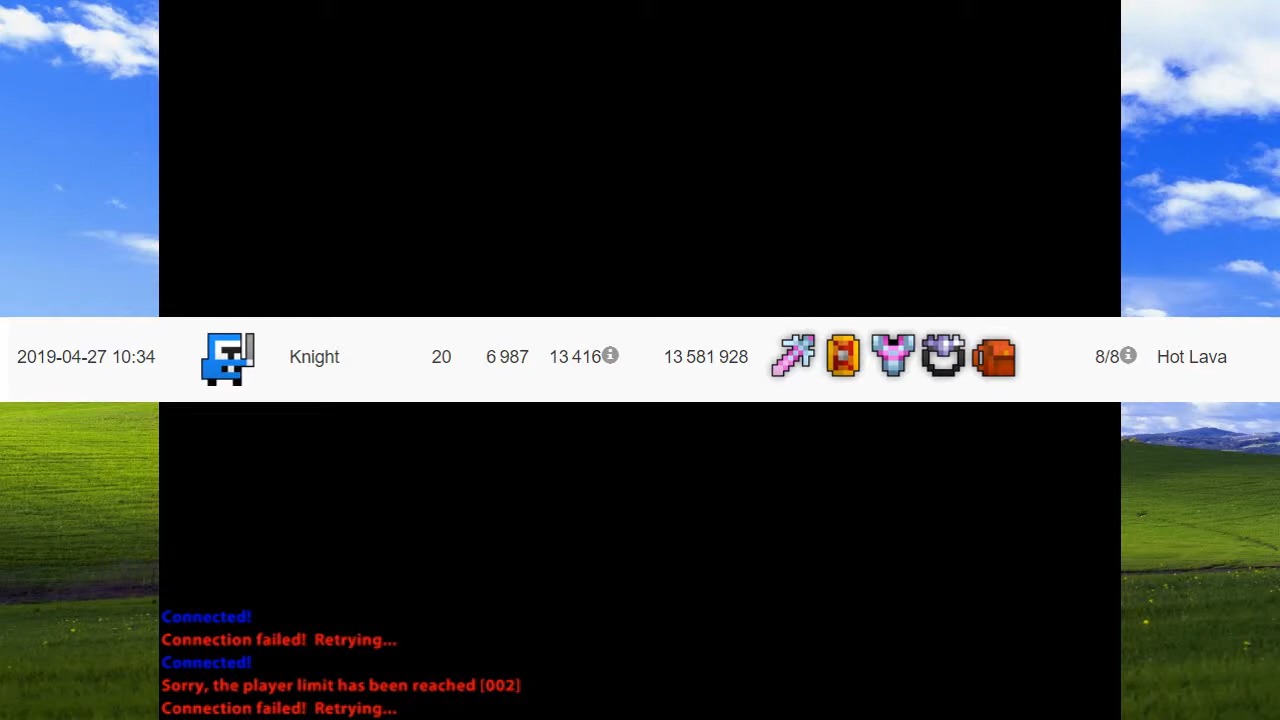 2019-04-27 10:34 Knight 20 6 987 13 416 13 581 928 8/8 Hot Lava
Connected!
Connection failed! Retrying...
Connected!
Sorry, the player limit has been reached [002]
Connection failed! Retrying...